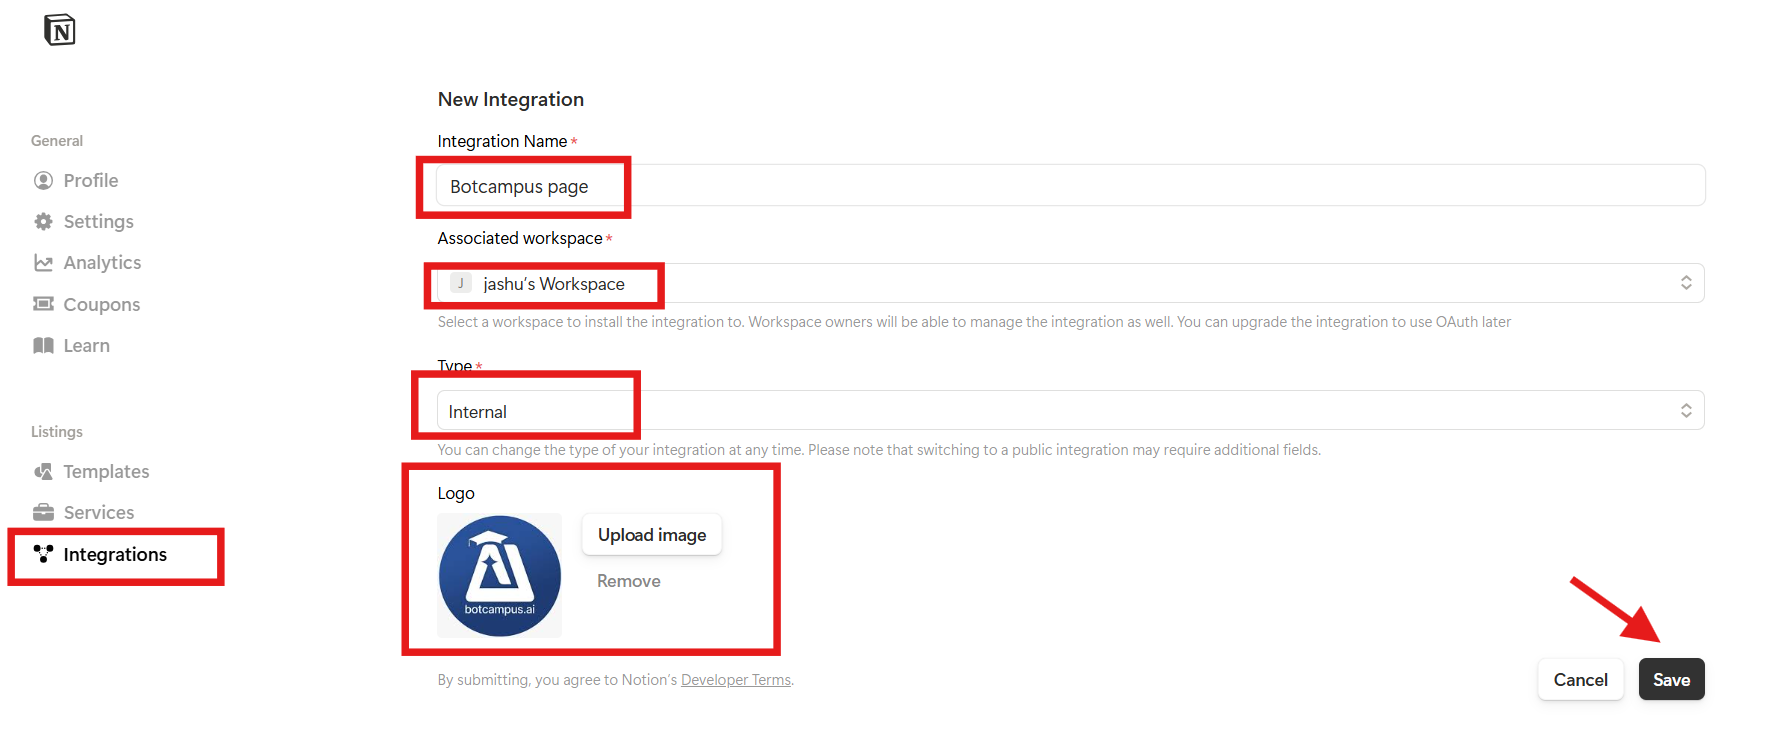 N
General
Profile
Settings
Analytics
Coupons
Learn
Listings
Templates
Services
Integrations
New Integration
Integration Name*
Botcampus page
Associated workspace*
J jashu's Workspace
Select a workspace to install the integration to. Workspace owners will be able to manage the integration as well. You can upgrade the integration to use OAuth later
Type*
Internal
You can change the type of your integration at any time. Please note that switching to a public integration may require additional fields.
Logo
botcampus.ai
Upload image
Remove
By submitting, you agree to Notion's Developer Terms.
Cancel
Save